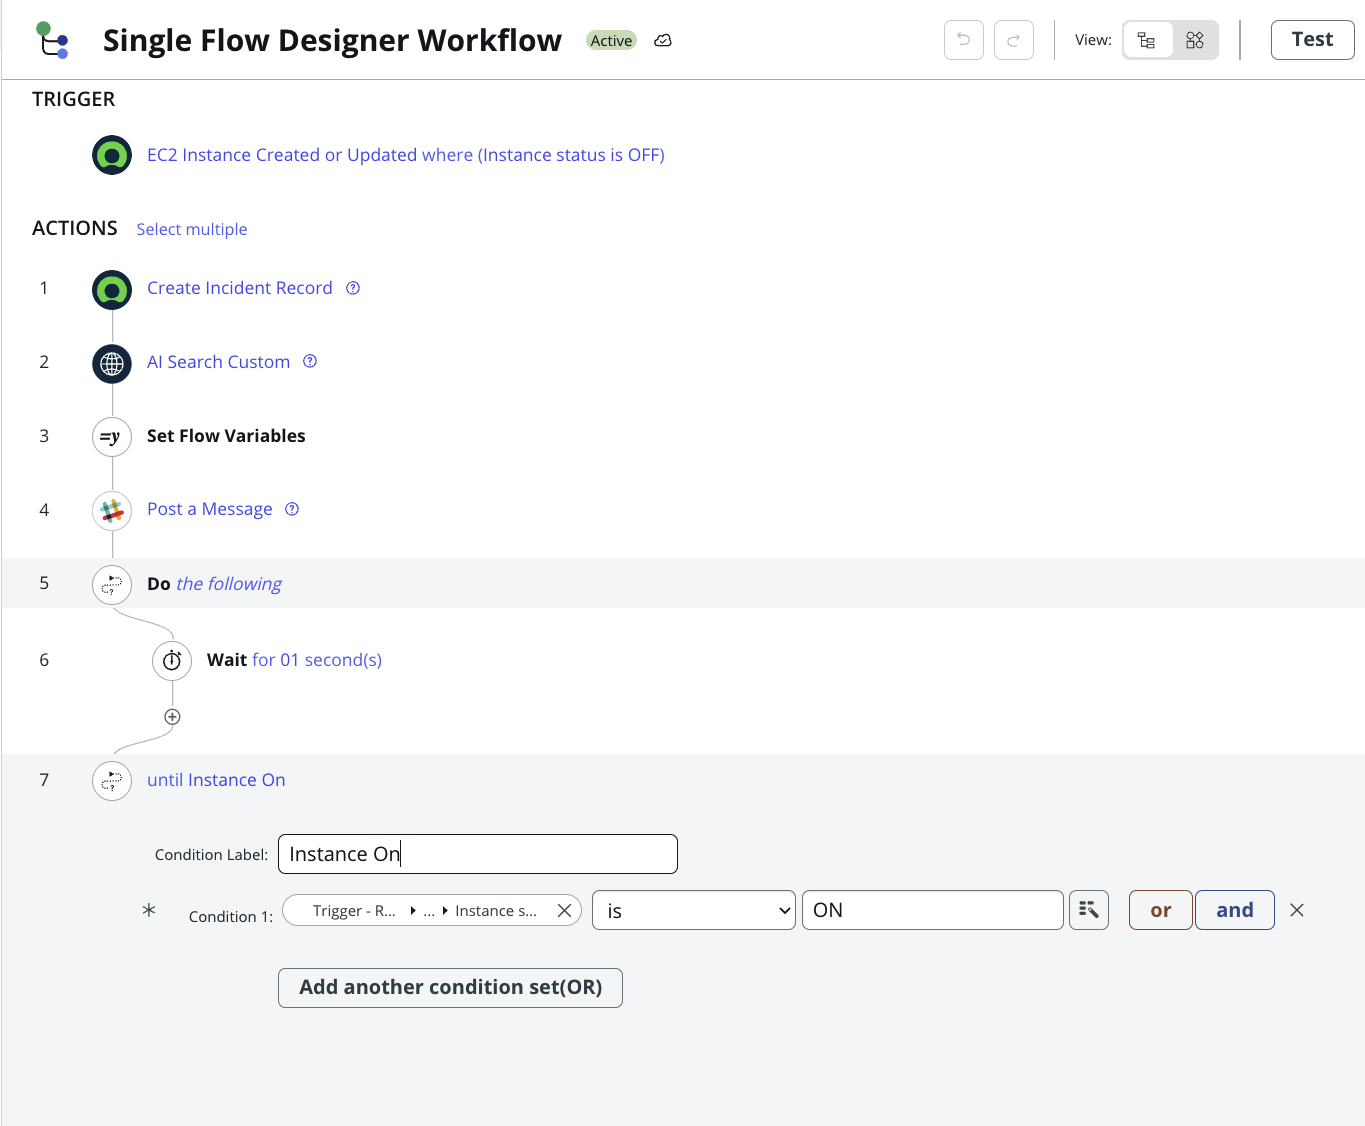 Single Flow Designer Workflow Active View: Test
TRIGGER
EC2 Instance Created or Updated where (Instance status is OFF)
ACTIONS Select multiple
1 Create Incident Record ?
2 AI Search Custom ?
3 =y Set Flow Variables
4 Post a Message ?
5 ? Do the following
6 Wait for 01 second(s)
7 ? until Instance On
Condition Label: Instance On
* Condition 1: Trigger - R... ... Instance s... is ON or and
Add another condition set(OR)